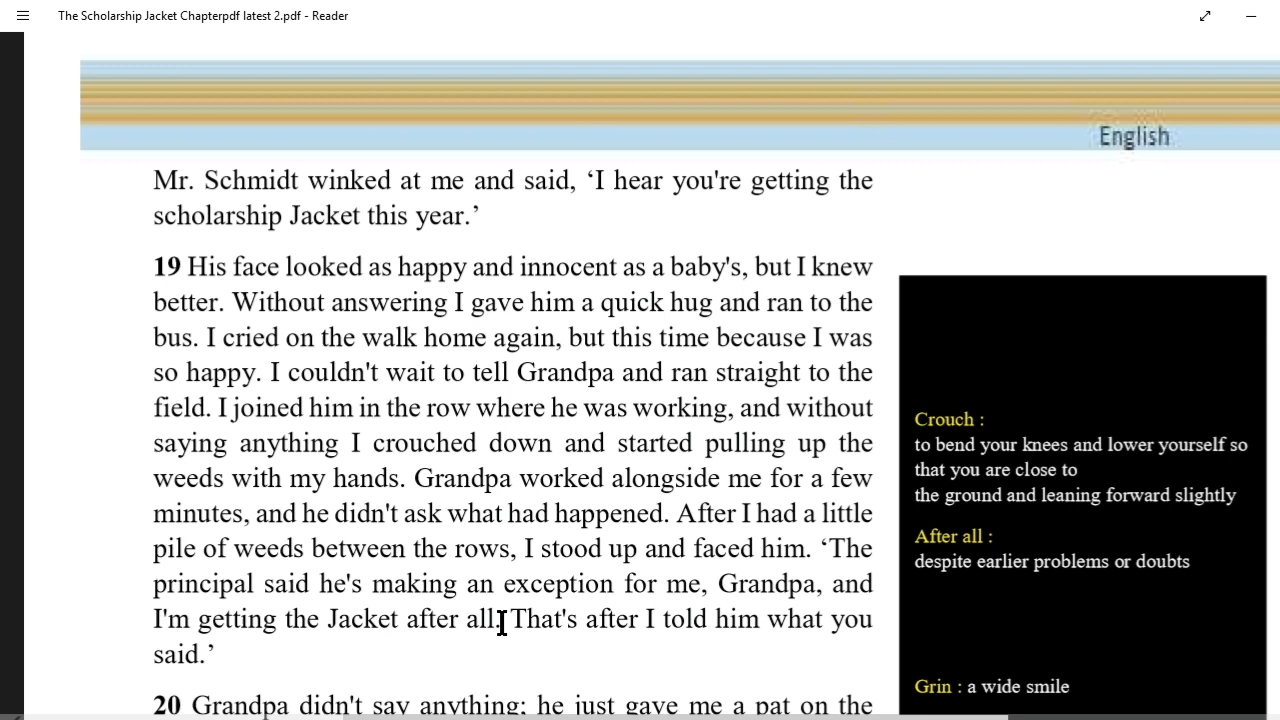 The Scholarship Jacket Chapterpdf latest 2.pdf - Reader
English
Mr. Schmidt winked at me and said, ‘I hear you're getting the
scholarship Jacket this year.’
19 His face looked as happy and innocent as a baby's, but I knew
better. Without answering I gave him a quick hug and ran to the
bus. I cried on the walk home again, but this time because I was
so happy. I couldn't wait to tell Grandpa and ran straight to the
field. I joined him in the row where he was working, and without
saying anything I crouched down and started pulling up the
weeds with my hands. Grandpa worked alongside me for a few
minutes, and he didn't ask what had happened. After I had a little
pile of weeds between the rows, I stood up and faced him. ‘The
principal said he's making an exception for me, Grandpa, and
I'm getting the Jacket after all. That's after I told him what you
said.’
20 Grandpa didn't say anything; he just gave me a pat on the
Crouch :
to bend your knees and lower yourself so
that you are close to
the ground and leaning forward slightly
After all :
despite earlier problems or doubts
Grin : a wide smile